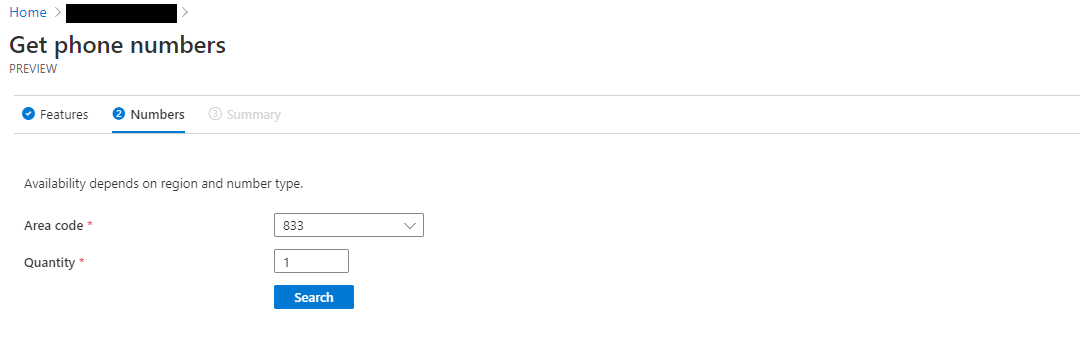 Home
Get phone numbers
PREVIEW
Features 2 Numbers 3 Summary
Availability depends on region and number type.
Area code * 833
Quantity * 1
Search